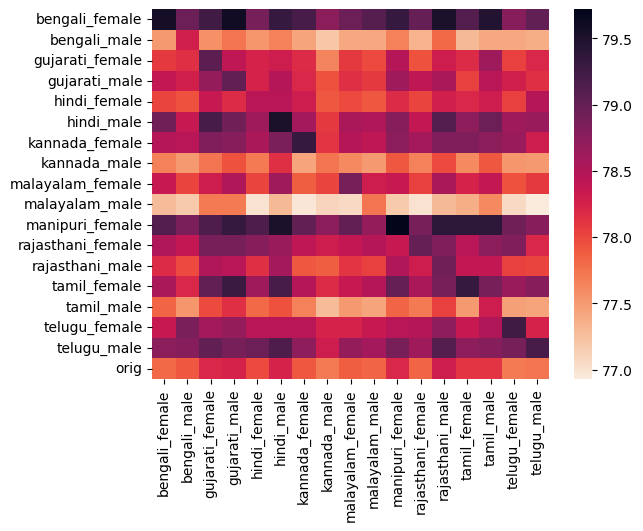 bengali_female
bengali_male
gujarati_female
gujarati_male
hindi_female
hindi_male
kannada_female
kannada_male
malayalam_female
malayalam_male
manipuri_female
rajasthani_female
rajasthani_male
tamil_female
tamil_male
telugu_female
telugu_male
orig
79.5
79.0
78.5
78.0
77.5
77.0
bengali_female
bengali_male
gujarati_female
gujarati_male
hindi_female
hindi_male
kannada_female
kannada_male
malayalam_female
malayalam_male
manipuri_female
rajasthani_female
rajasthani_male
tamil_female
tamil_male
telugu_female
telugu_male